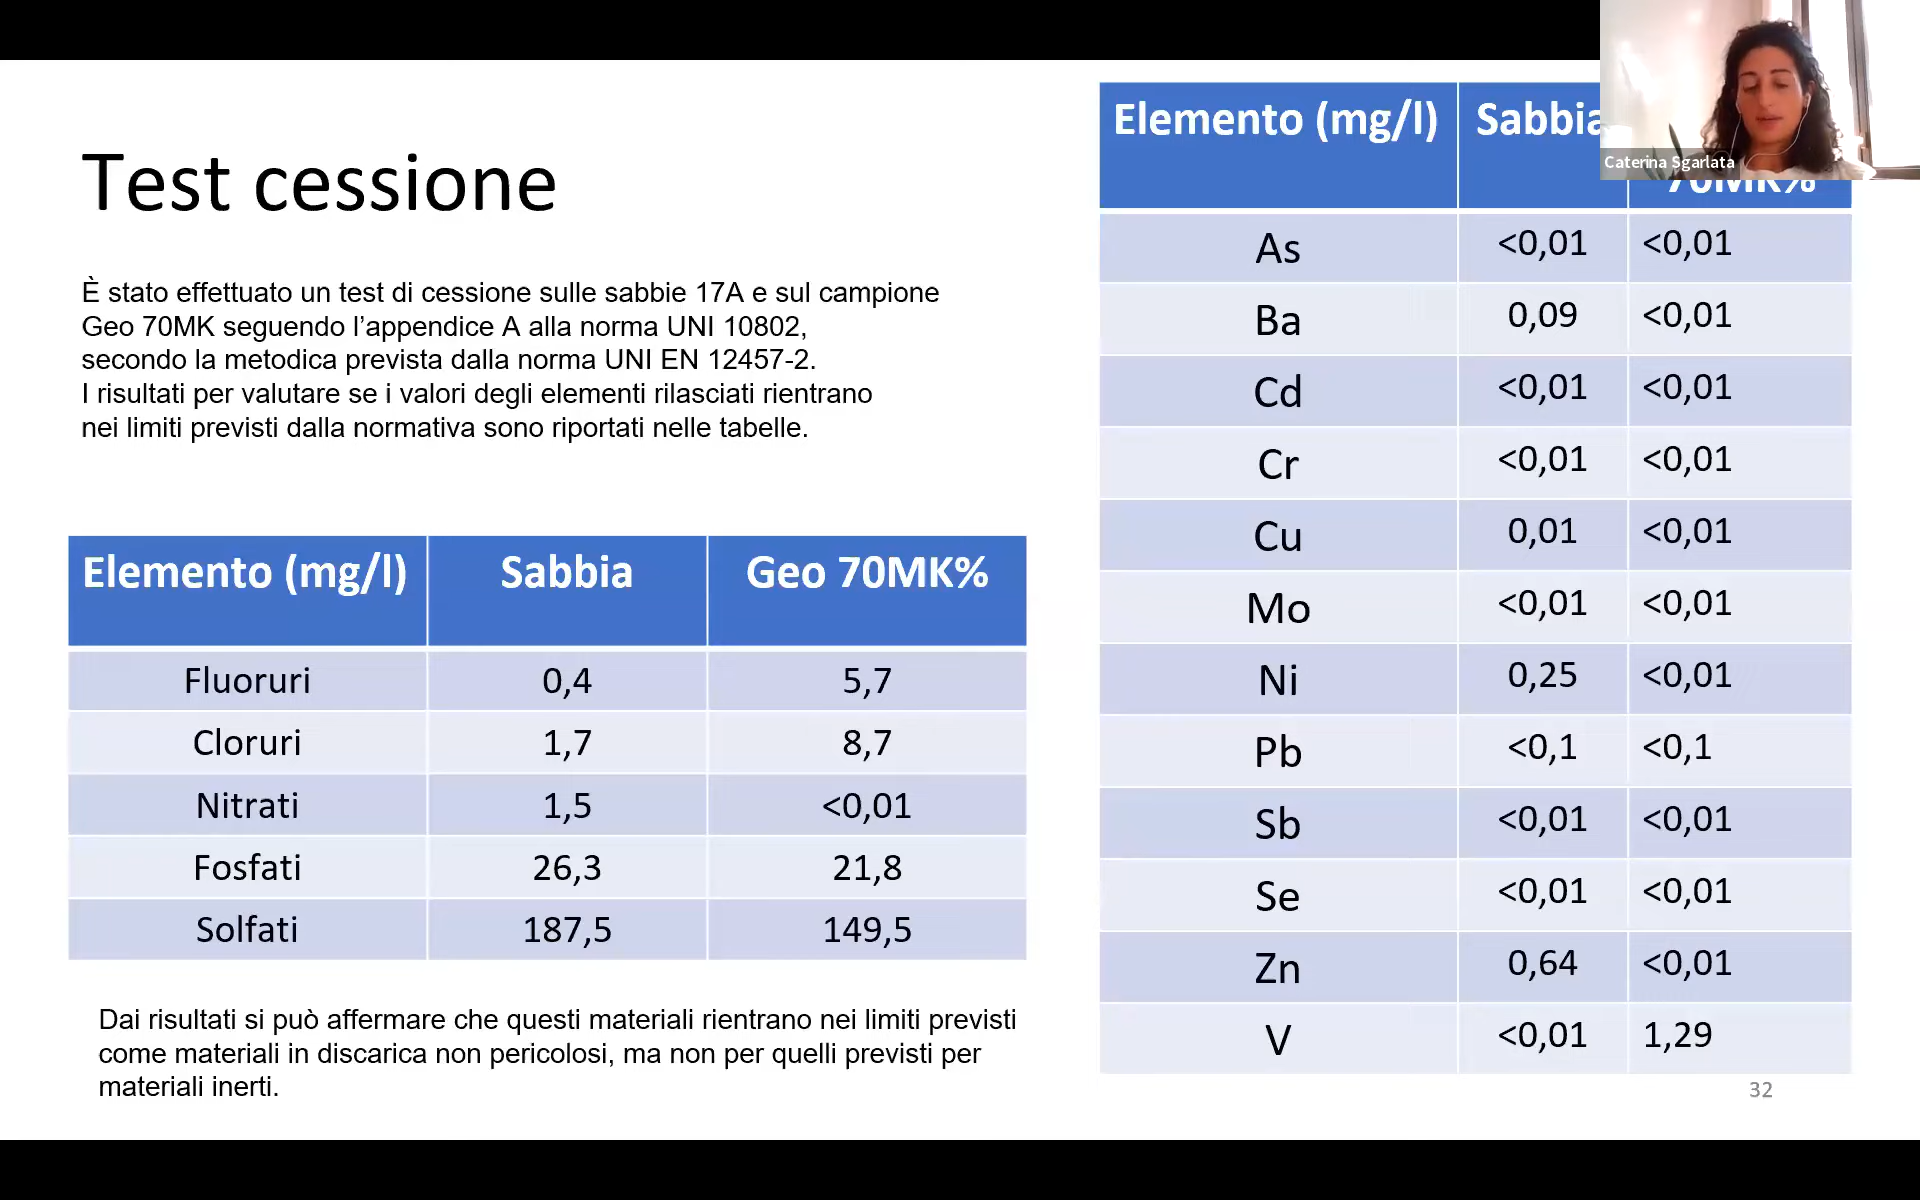 Test cessione
È stato effettuato un test di cessione sulle sabbie 17A e sul campione
Geo 70MK seguendo l’appendice A alla norma UNI 10802,
secondo la metodica prevista dalla norma UNI EN 12457-2.
I risultati per valutare se i valori degli elementi rilasciati rientrano
nei limiti previsti dalla normativa sono riportati nelle tabelle.
Elemento (mg/l) Sabbia Geo 70MK%
Fluoruri 0,4 5,7
Cloruri 1,7 8,7
Nitrati 1,5 <0,01
Fosfati 26,3 21,8
Solfati 187,5 149,5
Dai risultati si può affermare che questi materiali rientrano nei limiti previsti
come materiali in discarica non pericolosi, ma non per quelli previsti per
materiali inerti.
Elemento (mg/l) Sabbia
70MK%
As <0,01 <0,01
Ba 0,09 <0,01
Cd <0,01 <0,01
Cr <0,01 <0,01
Cu 0,01 <0,01
Mo <0,01 <0,01
Ni 0,25 <0,01
Pb <0,1 <0,1
Sb <0,01 <0,01
Se <0,01 <0,01
Zn 0,64 <0,01
V <0,01 1,29
32
Caterina Sgarlata